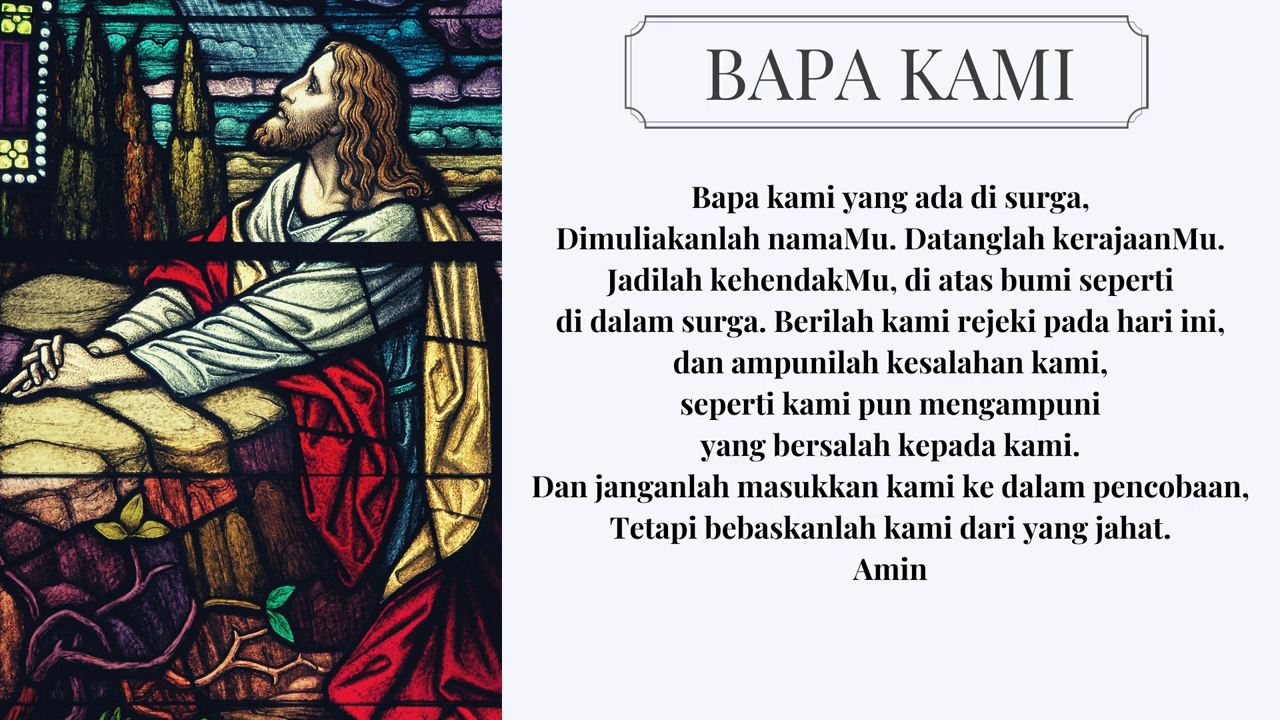 BAPA KAMI
Bapa kami yang ada di surga,
Dimuliakanlah namaMu. Datanglah kerajaanMu.
Jadilah kehendakMu, di atas bumi seperti
di dalam surga. Berilah kami rejeki pada hari ini,
dan ampunilah kesalahan kami,
seperti kami pun mengampuni
yang bersalah kepada kami.
Dan janganlah masukkan kami ke dalam pencobaan,
Tetapi bebaskanlah kami dari yang jahat.
Amin